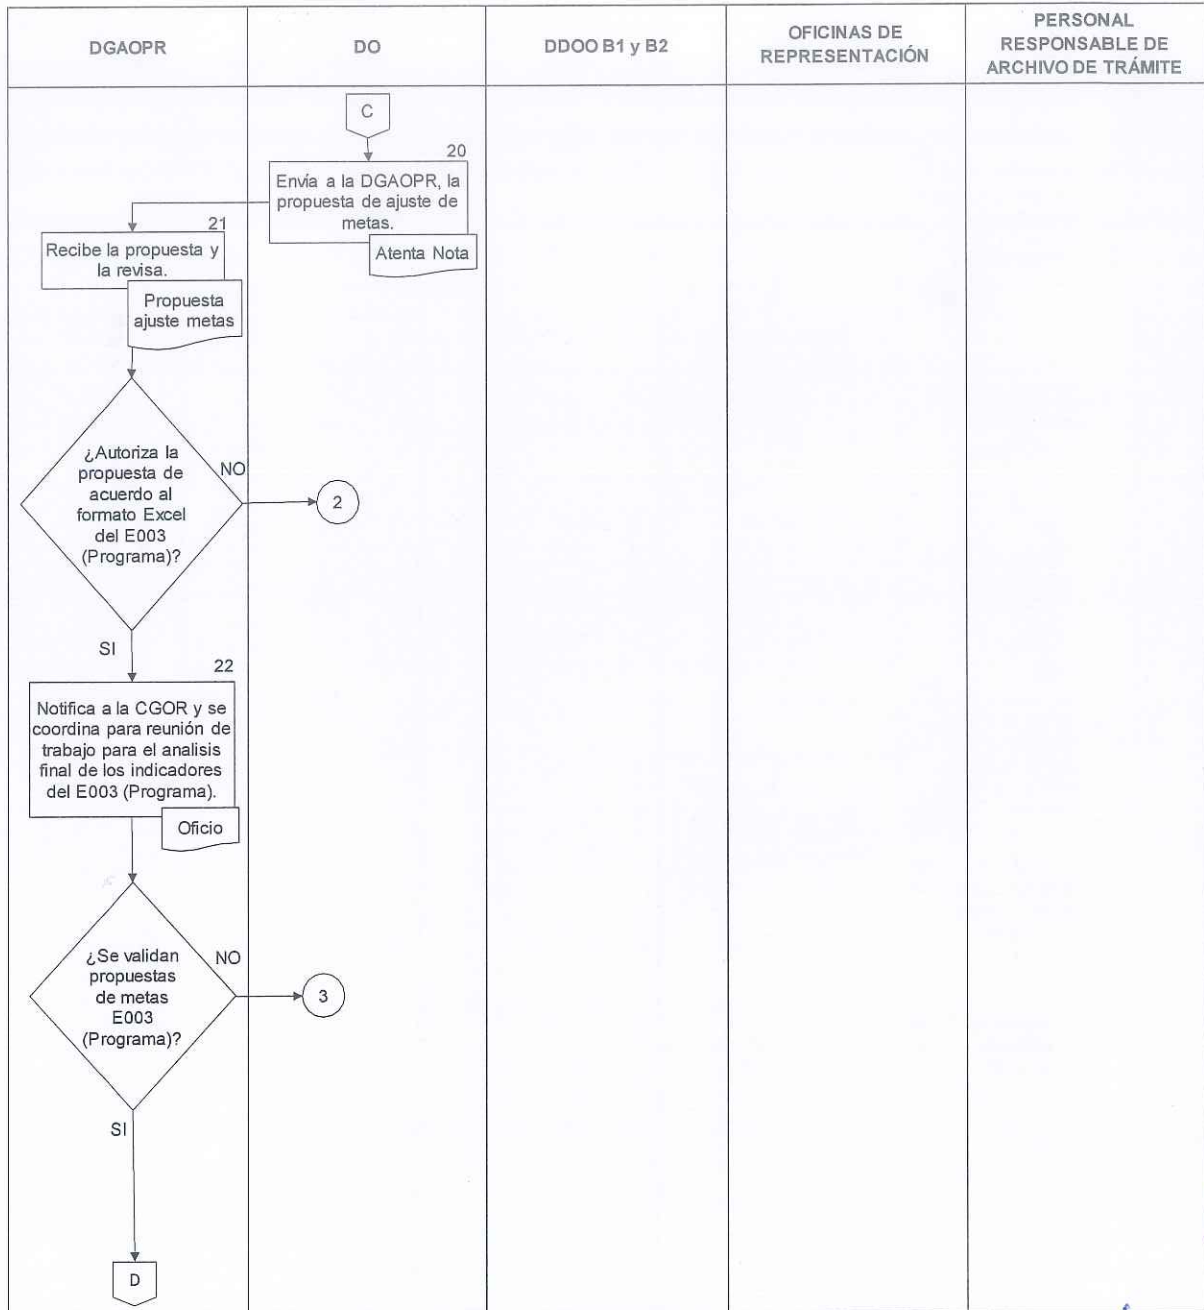 DGAOPR
DO
DDOO B1 y B2
OFICINAS DE
REPRESENTACIÓN
PERSONAL
RESPONSABLE DE
ARCHIVO DE TRÁMITE
C
20
Envía a la DGAOPR, la
propuesta de ajuste de
metas.
Atenta Nota
21
Recibe la propuesta y
la revisa.
Propuesta
ajuste metas
¿Autoriza la
propuesta de
acuerdo al
formato Excel
del E003
(Programa)?
NO
2
SI
22
Notifica a la CGOR y se
coordina para reunión de
trabajo para el analisis
final de los indicadores
del E003 (Programa).
Oficio
¿Se validan
propuestas
de metas
E003
(Programa)?
NO
3
SI
D